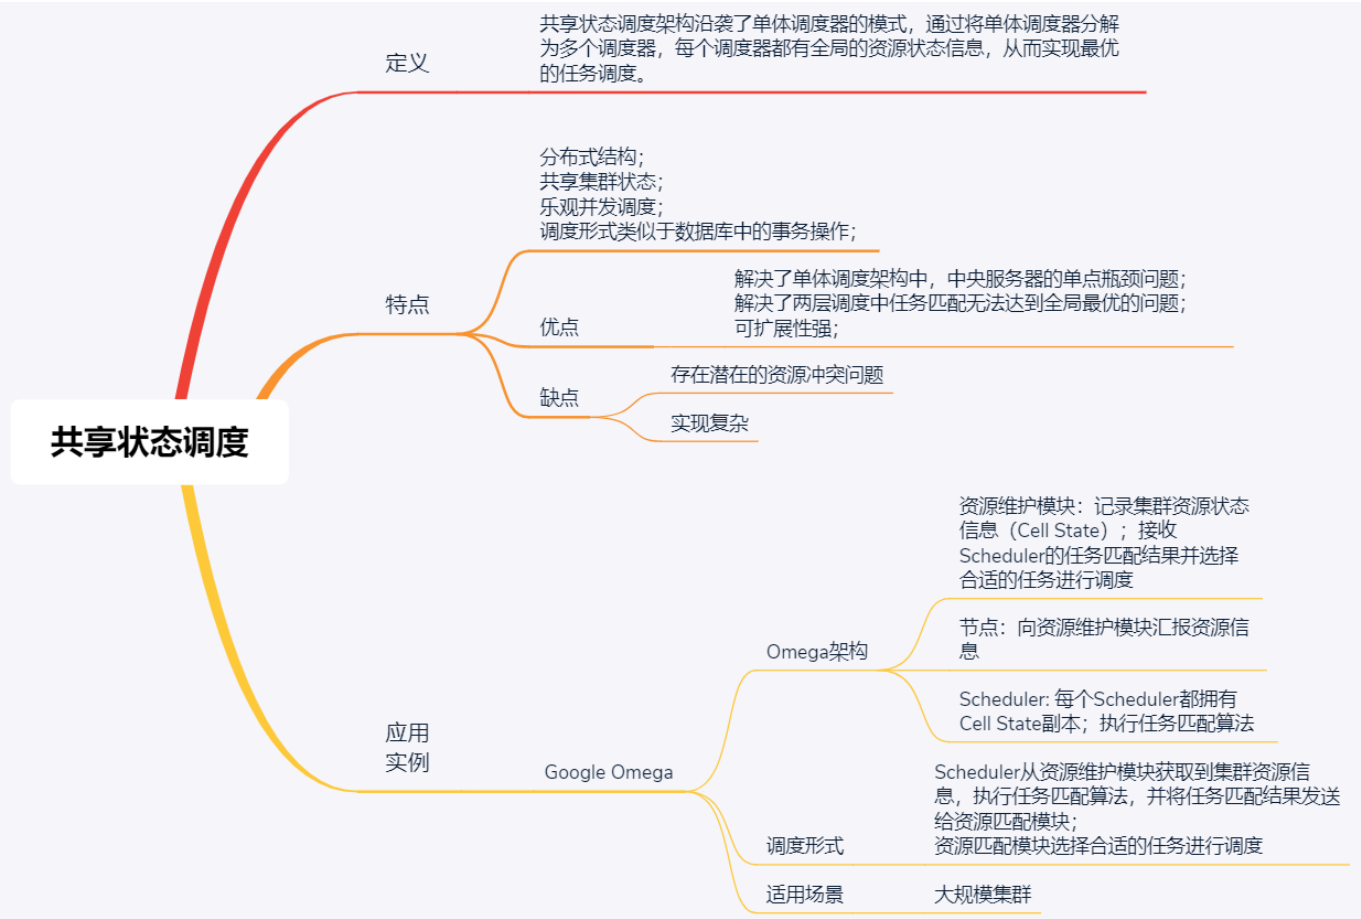 共享状态调度
定义
共享状态调度架构沿袭了单体调度器的模式，通过将单体调度器分解
为多个调度器，每个调度器都有全局的资源状态信息，从而实现最优
的任务调度。
特点
分布式结构；
共享集群状态；
乐观并发调度；
调度形式类似于数据库中的事务操作；
优点
解决了单体调度架构中，中央服务器的单点瓶颈问题；
解决了两层调度中任务匹配无法达到全局最优的问题；
可扩展性强；
缺点
存在潜在的资源冲突问题
实现复杂
应用
实例
Google Omega
Omega架构
资源维护模块：记录集群资源状态
信息（Cell State）；接收
Scheduler的任务匹配结果并选择
合适的任务进行调度
节点：向资源维护模块汇报资源信
息
Scheduler: 每个Scheduler都拥有
Cell State副本；执行任务匹配算法
调度形式
Scheduler从资源维护模块获取到集群资源信
息，执行任务匹配算法，并将任务匹配结果发送
给资源匹配模块；
资源匹配模块选择合适的任务进行调度
适用场景
大规模集群